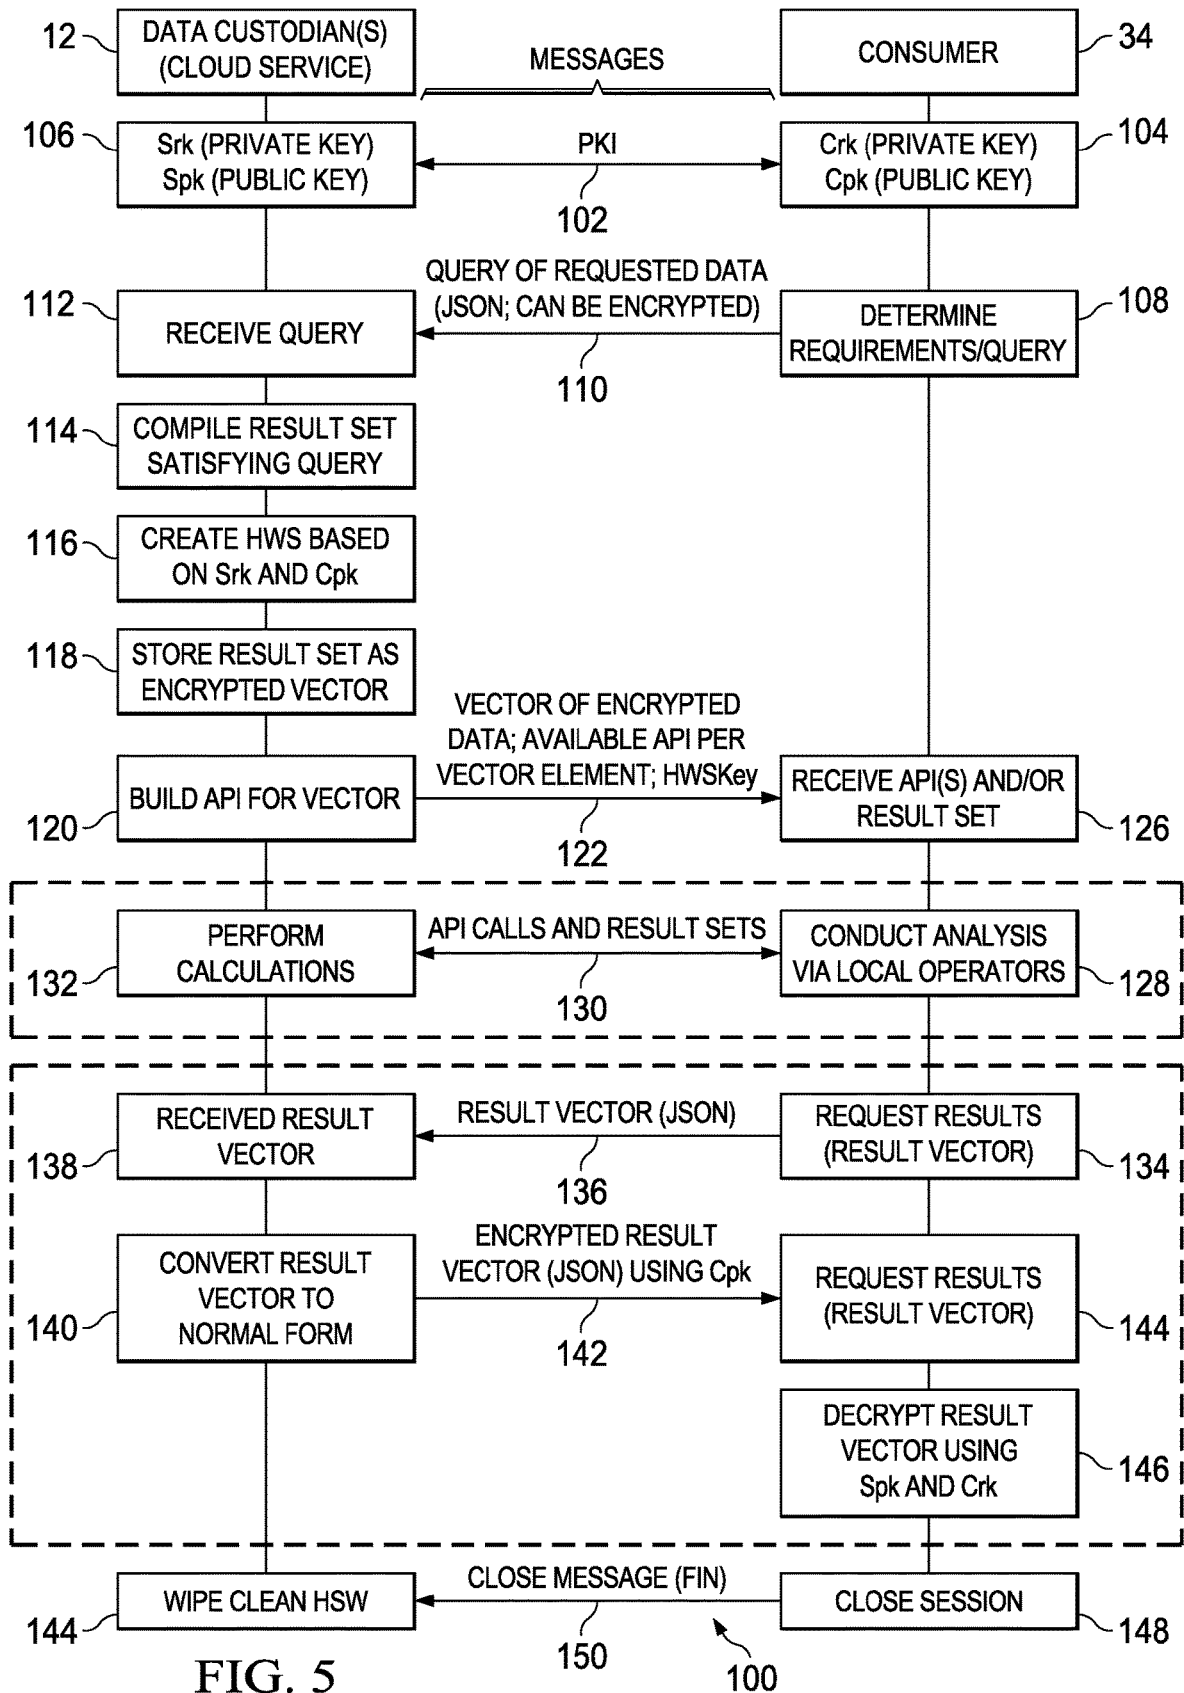 12
DATA CUSTODIAN(S)
(CLOUD SERVICE)
MESSAGES
CONSUMER
34
106
Srk (PRIVATE KEY)
Spk (PUBLIC KEY)
PKI
102
Crk (PRIVATE KEY)
Cpk (PUBLIC KEY)
104
112
RECEIVE QUERY
QUERY OF REQUESTED DATA
(JSON; CAN BE ENCRYPTED)
110
DETERMINE
REQUIREMENTS/QUERY
108
114
COMPILE RESULT SET
SATISFYING QUERY
116
CREATE HWS BASED
ON Srk AND Cpk
118
STORE RESULT SET AS
ENCRYPTED VECTOR
120
BUILD API FOR VECTOR
VECTOR OF ENCRYPTED
DATA; AVAILABLE API PER
VECTOR ELEMENT; HWSKey
122
RECEIVE API(S) AND/OR
RESULT SET
126
132
PERFORM
CALCULATIONS
API CALLS AND RESULT SETS
130
CONDUCT ANALYSIS
VIA LOCAL OPERATORS
128
138
RECEIVED RESULT
VECTOR
RESULT VECTOR (JSON)
136
REQUEST RESULTS
(RESULT VECTOR)
134
140
CONVERT RESULT
VECTOR TO
NORMAL FORM
ENCRYPTED RESULT
VECTOR (JSON) USING Cpk
142
REQUEST RESULTS
(RESULT VECTOR)
144
DECRYPT RESULT
VECTOR USING
Spk AND Crk
146
144
WIPE CLEAN HSW
CLOSE MESSAGE (FIN)
150
CLOSE SESSION
148
100
FIG. 5